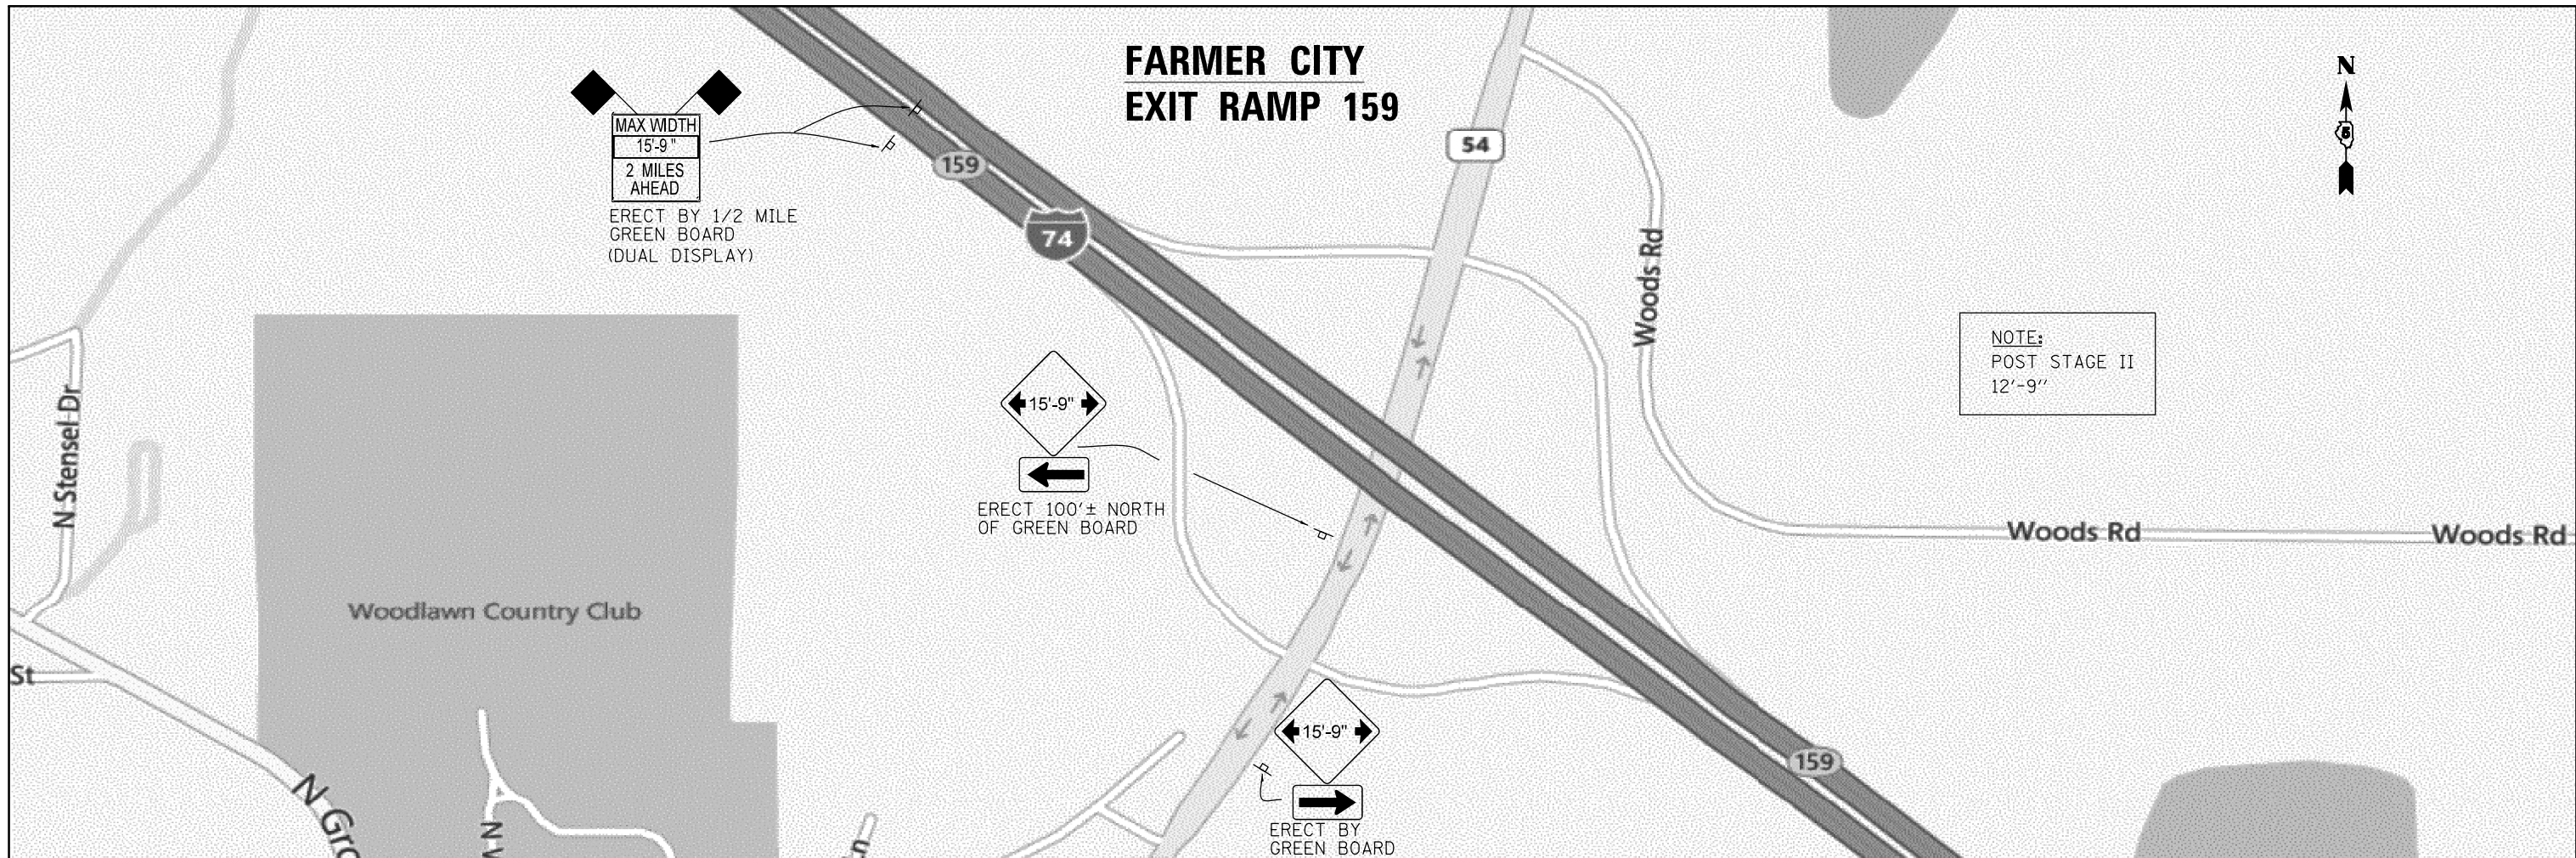 FARMER CITY
EXIT RAMP 159
N
5
MAX WIDTH
15'-9"
2 MILES
AHEAD
ERECT BY 1/2 MILE
GREEN BOARD
(DUAL DISPLAY)
159
74
54
Woods Rd
NOTE:
POST STAGE II
12'-9"
15'-9"
ERECT 100'± NORTH
OF GREEN BOARD
N Stensel Dr
Woods Rd
Woods Rd
Woodlawn Country Club
St
15'-9"
159
ERECT BY
GREEN BOARD
N Gro
N